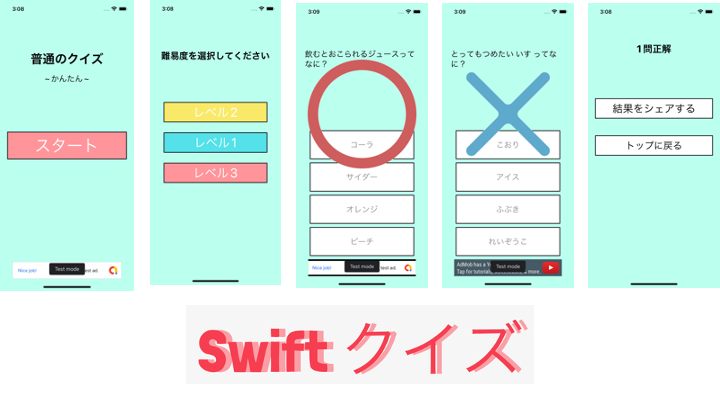 3:08
普通のクイズ
~かんたん~
スタート
Nice job!
Test mode
test ad.
3:08
難易度を選択してください
レベル2
レベル1
レベル3
3:09
飲むとおこられるジュースって
なに？
コーラ
サイダー
オレンジ
ピーチ
Nice job!
Test mode
test ad.
3:09
とってもつめたい いす ってな
に？
こおり
アイス
ふぶき
れいぞうこ
AdMob has a
Test mode
Tap for tutorial
more.
3:08
1問正解
結果をシェアする
トップに戻る
Swift クイズ